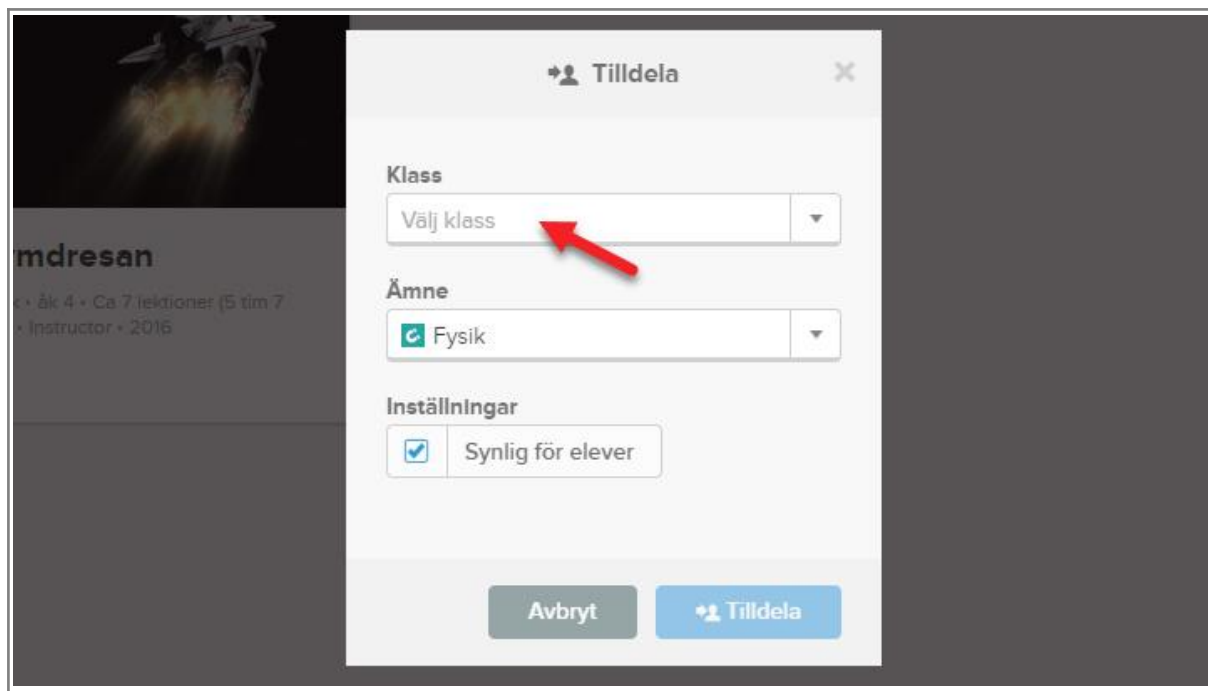 Tilldela
Klass
Välj klass
Ämne
Fysik
Inställningar
Synlig för elever
Avbryt
Tilldela
mdresan
• åk 4 • Ca 7 lektioner (5 tim 7
• Instructor • 2016